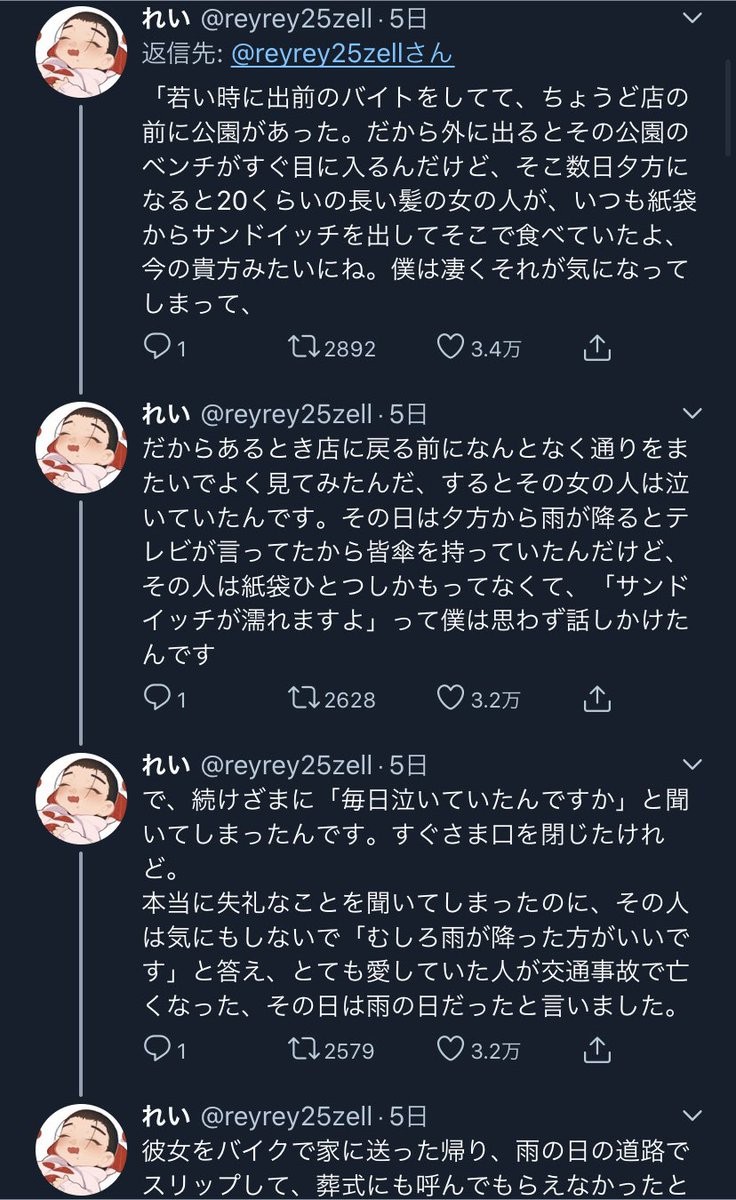 れい @reyrey25zell · 5日
返信先: @reyrey25zellさん
「若い時に出前のバイトをしてて、ちょうど店の
前に公園があった。だから外に出るとその公園の
ベンチがすぐ目に入るんだけど、そこ数日夕方に
なると20くらいの長い髪の女の人が、いつも紙袋
からサンドイッチを出してそこで食べていたよ、
今の貴方みたいにね。僕は凄くそれが気になって
しまって、
1 2892 3.4万
れい @reyrey25zell · 5日
だからあるとき店に戻る前になんとなく通りをま
たいでよく見てみたんだ、するとその女の人は泣
いていたんです。その日は夕方から雨が降るとテ
レビが言ってたから皆傘を持っていたんだけど、
その人は紙袋ひとつしかもってなくて、「サンド
イッチが濡れますよ」って僕は思わず話しかけた
んです
1 2628 3.2万
れい @reyrey25zell · 5日
で、続けざまに「毎日泣いていたんですか」と聞
いてしまったんです。すぐさま口を閉じたけれ
ど。
本当に失礼なことを聞いてしまったのに、その人
は気にもしないで「むしろ雨が降った方がいいで
す」と答え、とても愛していた人が交通事故で亡
くなった、その日は雨の日だったと言いました。
1 2579 3.2万
れい @reyrey25zell · 5日
彼女をバイクで家に送った帰り、雨の日の道路で
スリップして、葬式にも呼んでもらえなかったと